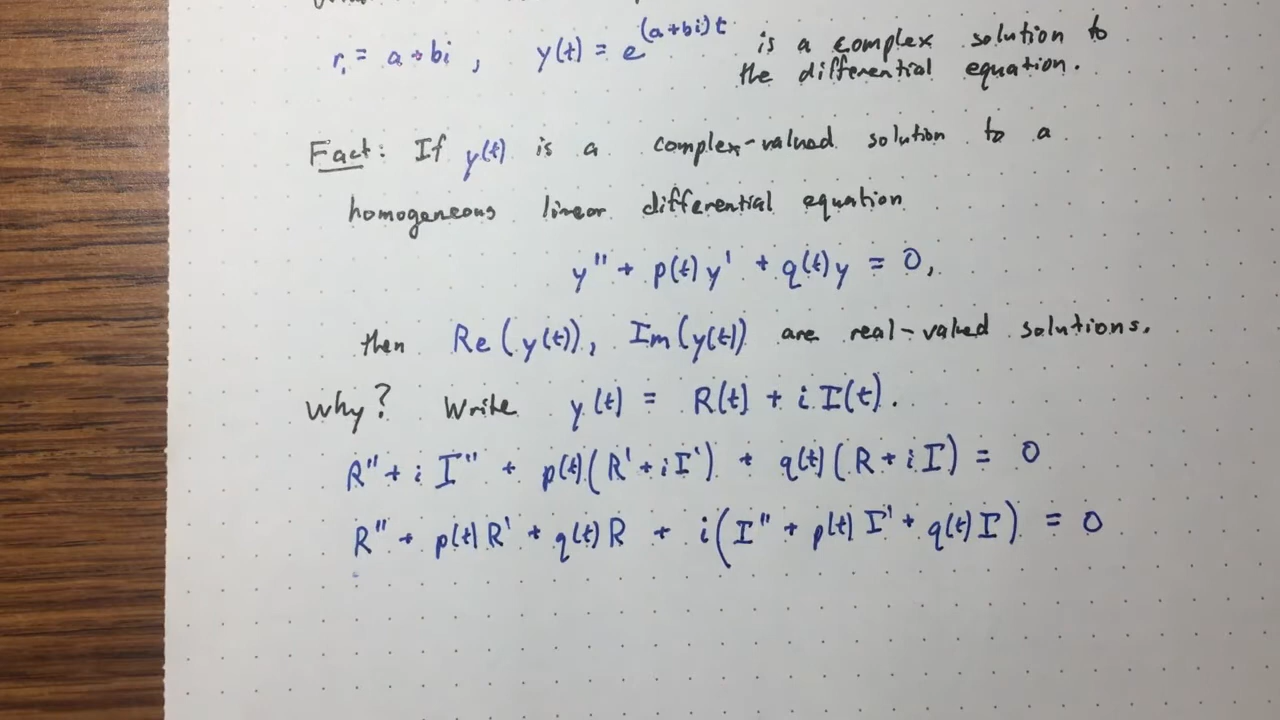 r₁ = a + bi , y(t) = e^{(a+bi)t} is a complex solution to
the differential equation.
Fact: If y(t) is a complex-valued solution to a
homogeneous linear differential equation
y'' + p(t) y' + q(t) y = 0,
then Re(y(t)), Im(y(t)) are real-valued solutions.
Why? Write y(t) = R(t) + i I(t).
R'' + i I'' + p(t)(R' + i I') + q(t)(R + i I) = 0
R'' + p(t) R' + q(t) R + i(I'' + p(t) I' + q(t) I) = 0